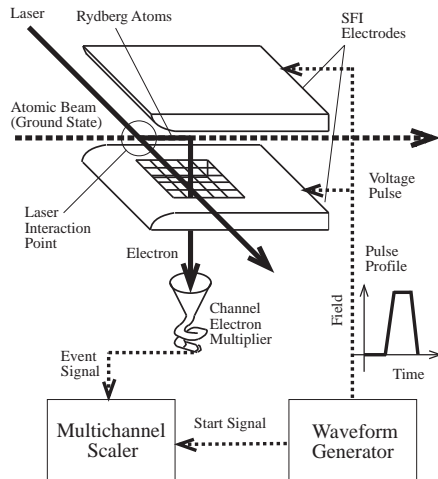 Laser
Rydberg Atoms
SFI
Electrodes
Atomic Beam
(Ground State)
Voltage
Pulse
Laser
Interaction
Point
Electron
Pulse
Profile
Channel
Electron
Multiplier
Field
Time
Event
Signal
Multichannel
Scaler
Start Signal
Waveform
Generator